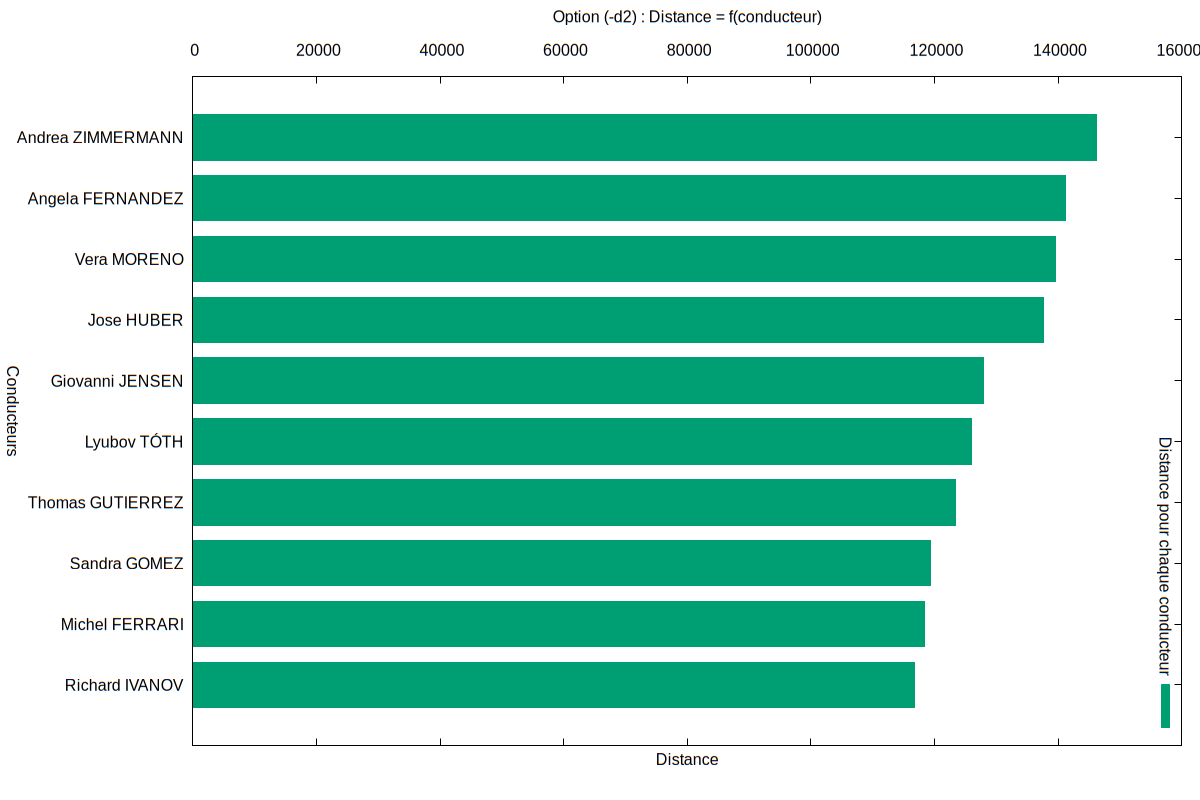 Option (-d2) : Distance = f(conducteur)
0 20000 40000 60000 80000 100000 120000 140000 16000
Andrea ZIMMERMANN
Angela FERNANDEZ
Vera MORENO
Jose HUBER
Giovanni JENSEN
Lyubov TÓTH
Thomas GUTIERREZ
Sandra GOMEZ
Michel FERRARI
Richard IVANOV
Conducteurs
Distance pour chaque conducteur
Distance